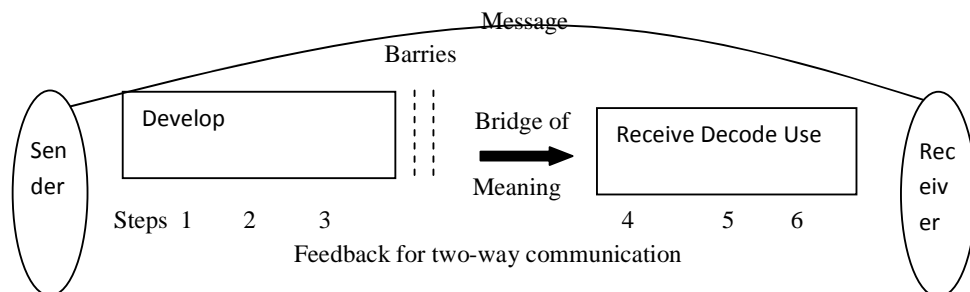 Message
Barries
Develop
Bridge of
Meaning
Receive Decode Use
Sen
der
Rec
eiv
er
Steps 1 2 3 4 5 6
Feedback for two-way communication